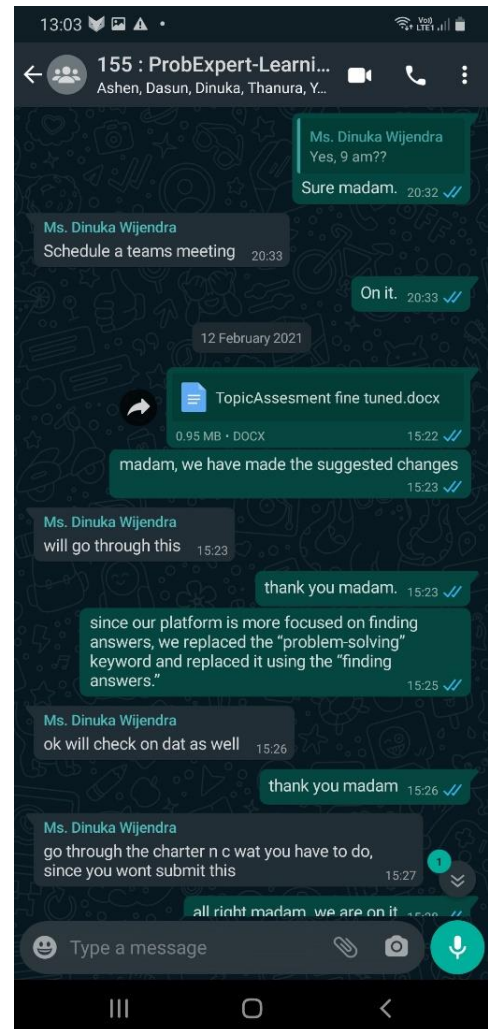 13:03
155 : ProbExpert-Learni...
Ashen, Dasun, Dinuka, Thanura, Y...
Ms. Dinuka Wijendra
Yes, 9 am??
Sure madam. 20:32
Ms. Dinuka Wijendra
Schedule a teams meeting 20:33
On it. 20:33
12 February 2021
TopicAssesment fine tuned.docx
0.95 MB • DOCX 15:22
madam, we have made the suggested changes
15:23
Ms. Dinuka Wijendra
will go through this 15:23
thank you madam. 15:23
since our platform is more focused on finding
answers, we replaced the “problem-solving”
keyword and replaced it using the “finding
answers.”
15:25
Ms. Dinuka Wijendra
ok will check on dat as well 15:26
thank you madam 15:26
Ms. Dinuka Wijendra
go through the charter n c wat you have to do,
since you wont submit this 15:27
1
all right madam, we are on it
Type a message